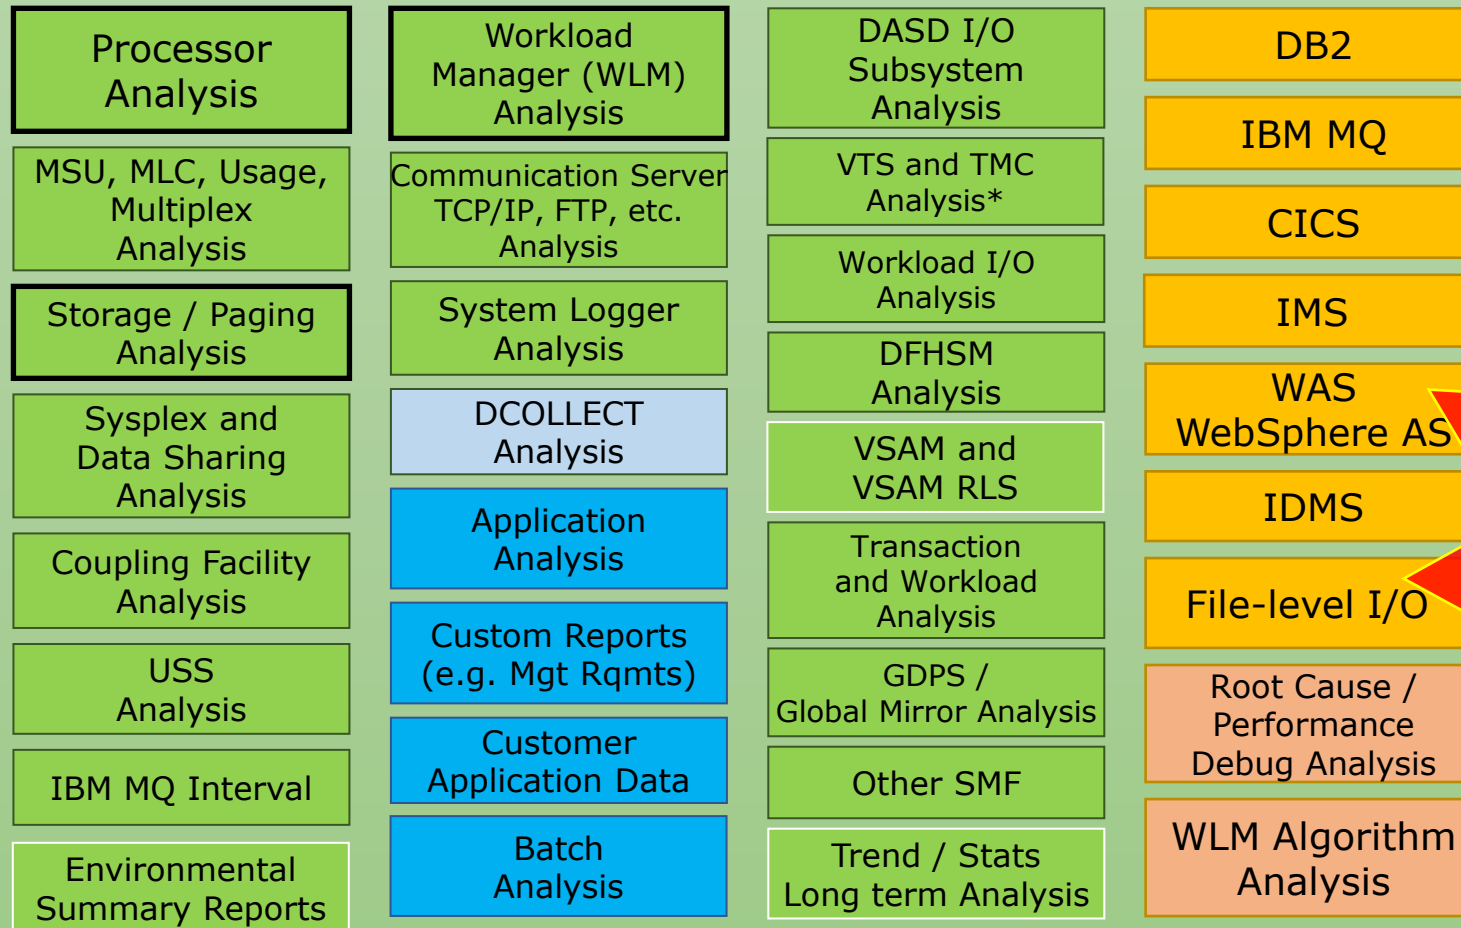 Processor
Analysis
MSU, MLC, Usage,
Multiplex
Analysis
Storage / Paging
Analysis
Sysplex and
Data Sharing
Analysis
Coupling Facility
Analysis
USS
Analysis
IBM MQ Interval
Environmental
Summary Reports
Workload
Manager (WLM)
Analysis
Communication Server
TCP/IP, FTP, etc.
Analysis
System Logger
Analysis
DCOLLECT
Analysis
Application
Analysis
Custom Reports
(e.g. Mgt Rqmts)
Customer
Application Data
Batch
Analysis
DASD I/O
Subsystem
Analysis
VTS and TMC
Analysis*
Workload I/O
Analysis
DFHSM
Analysis
VSAM and
VSAM RLS
Transaction
and Workload
Analysis
GDPS /
Global Mirror Analysis
Other SMF
Trend / Stats
Long term Analysis
DB2
IBM MQ
CICS
IMS
WAS
WebSphere AS
IDMS
File-level I/O
Root Cause /
Performance
Debug Analysis
WLM Algorithm
Analysis